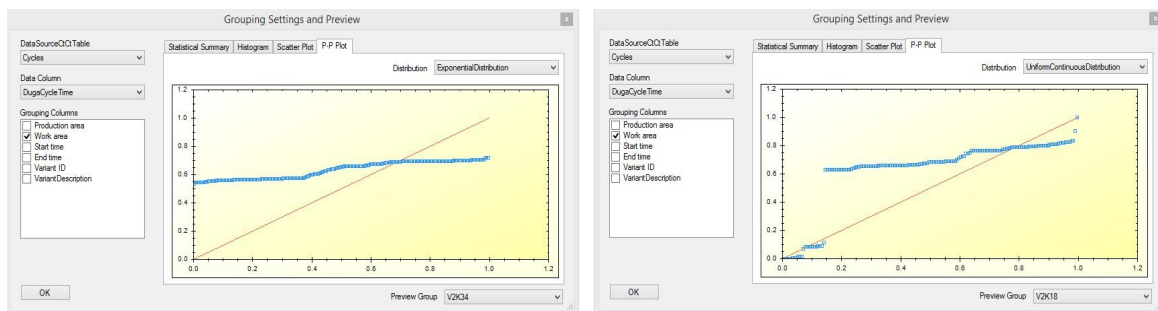 Grouping Settings and Preview
x
DataSourceCtCtTable
Cycles
Data Column
DugaCycleTime
Grouping Columns
Production area
Work area
Start time
End time
Variant ID
VariantDescription
OK
Statistical Summary Histogram Scatter Plot P-P Plot
Distribution ExponentialDistribution
1.2
1.0
0.8
0.6
0.4
0.2
0.0
0.0 0.2 0.4 0.6 0.8 1.0 1.2
Preview Group V2K34
Grouping Settings and Preview
x
DataSourceCtCtTable
Cycles
Data Column
DugaCycleTime
Grouping Columns
Production area
Work area
Start time
End time
Variant ID
VariantDescription
OK
Statistical Summary Histogram Scatter Plot P-P Plot
Distribution UniformContinuousDistribution
1.2
1.0
0.8
0.6
0.4
0.2
0.0
0.0 0.2 0.4 0.6 0.8 1.0 1.2
Preview Group V2K18